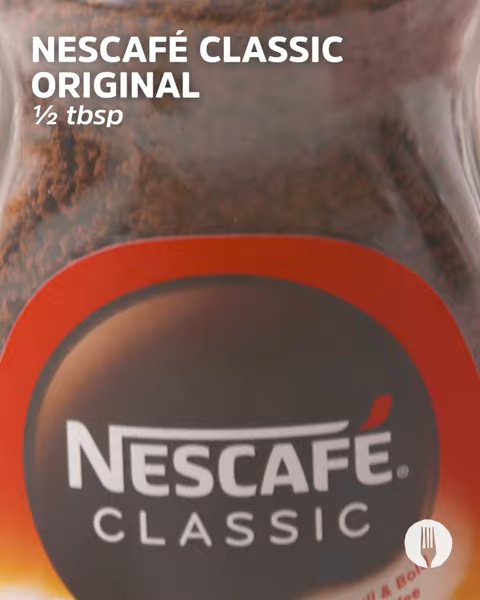 NESCAFÉ CLASSIC
ORIGINAL
½ tbsp
NESCAFÉ®
CLASSIC
&